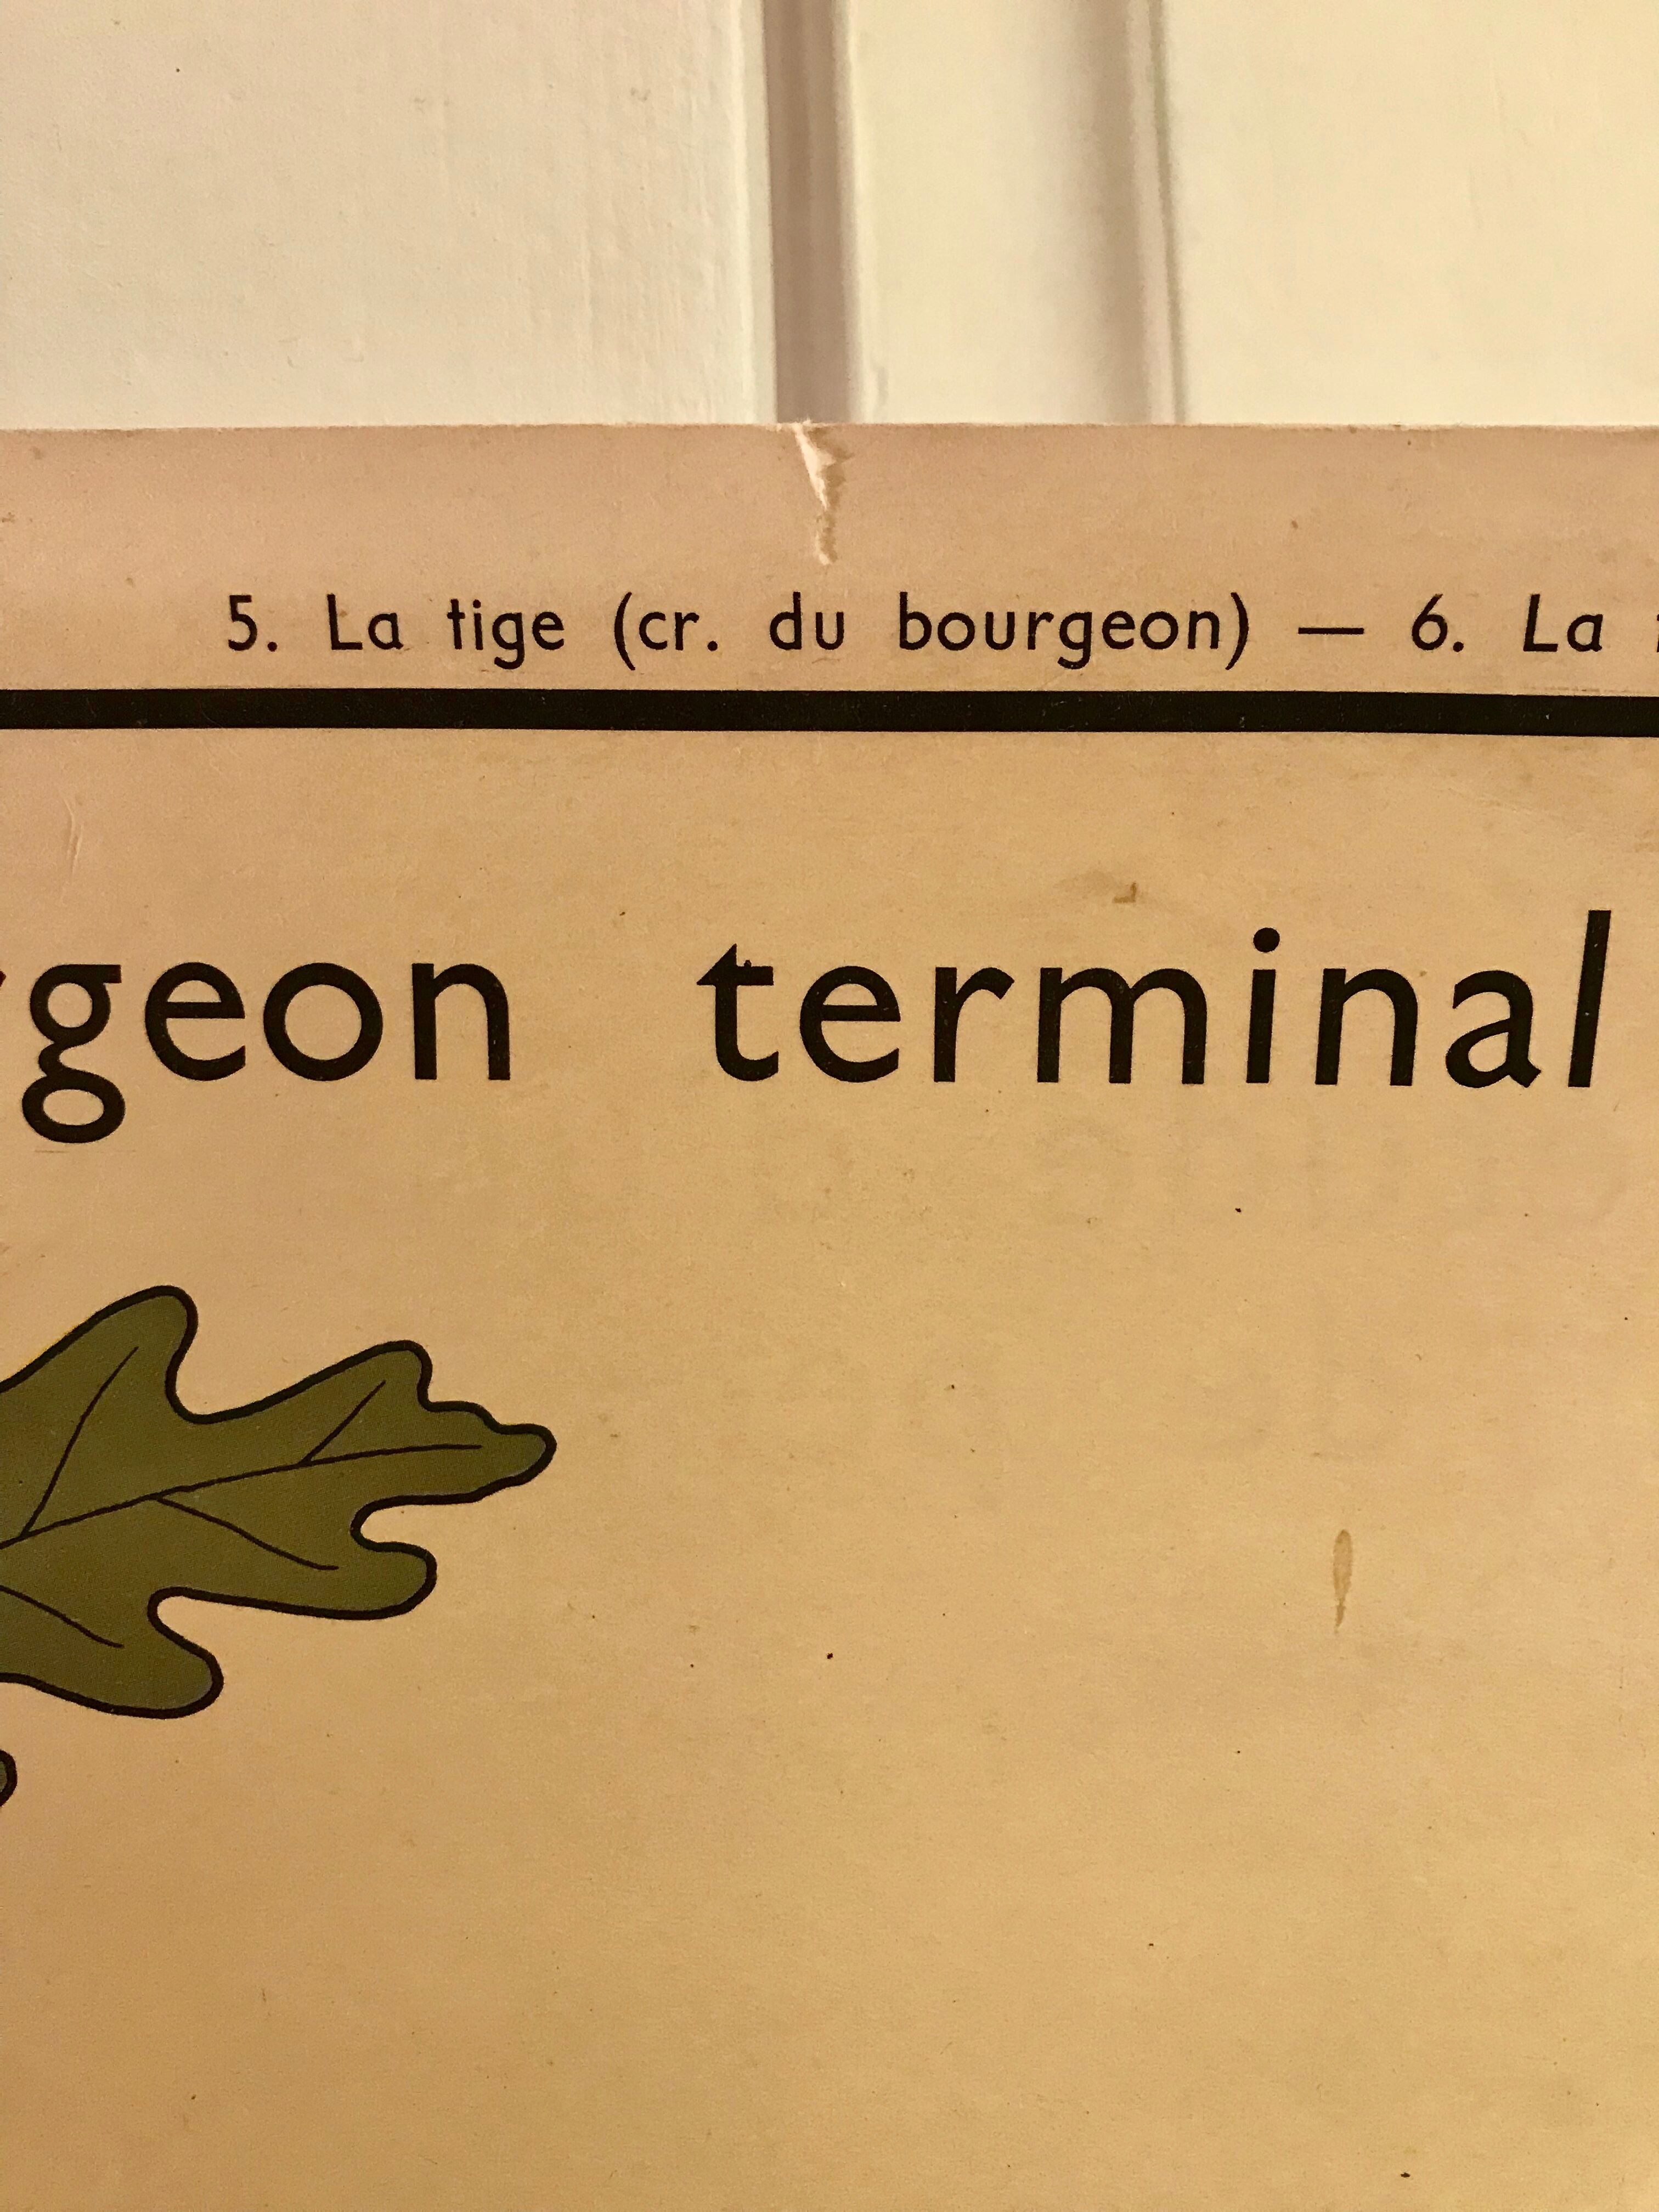 5. La tige (cr. du bourgeon) — 6. La
geon terminal